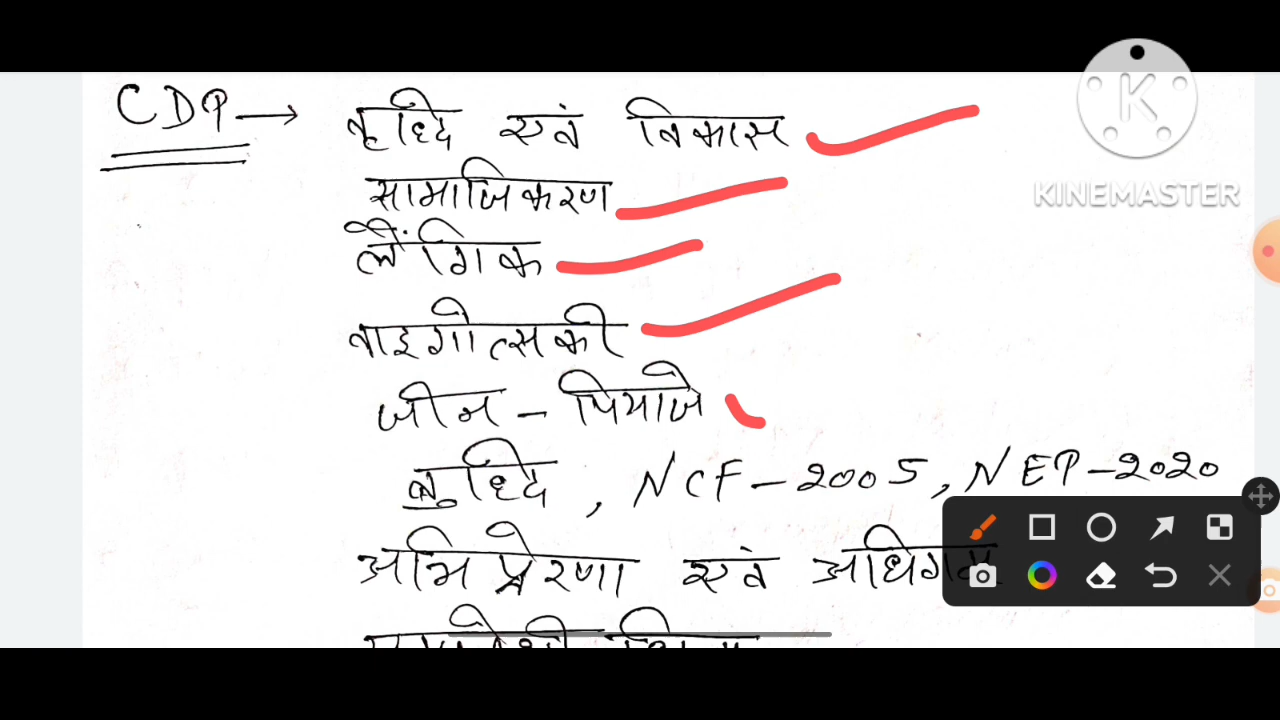 CDP → वृध्दि एवं विकास
सामाजिकरण
लैंगिक
वाइगोत्सकी
जीन - पियाजे
बुध्दि, NCF-2005, NEP-2020
अभिप्रेरणा एवं अधिगम
KINEMASTER